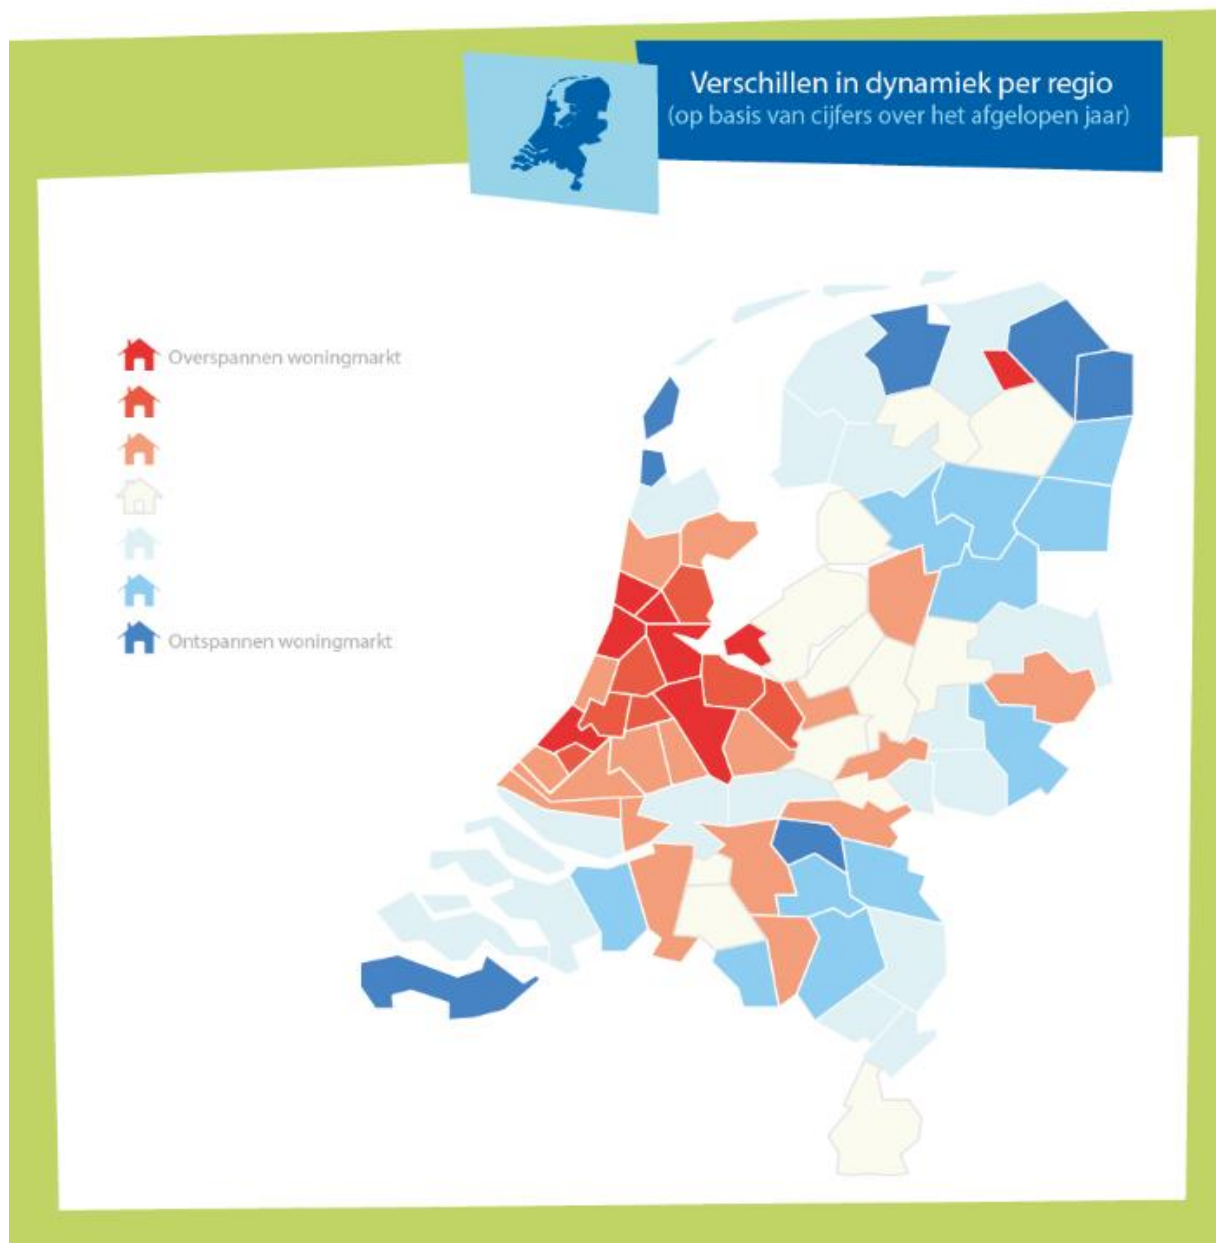 Verschillen in dynamiek per regio
(op basis van cijfers over het afgelopen jaar)
Overspannen woningmarkt
Ontspannen woningmarkt